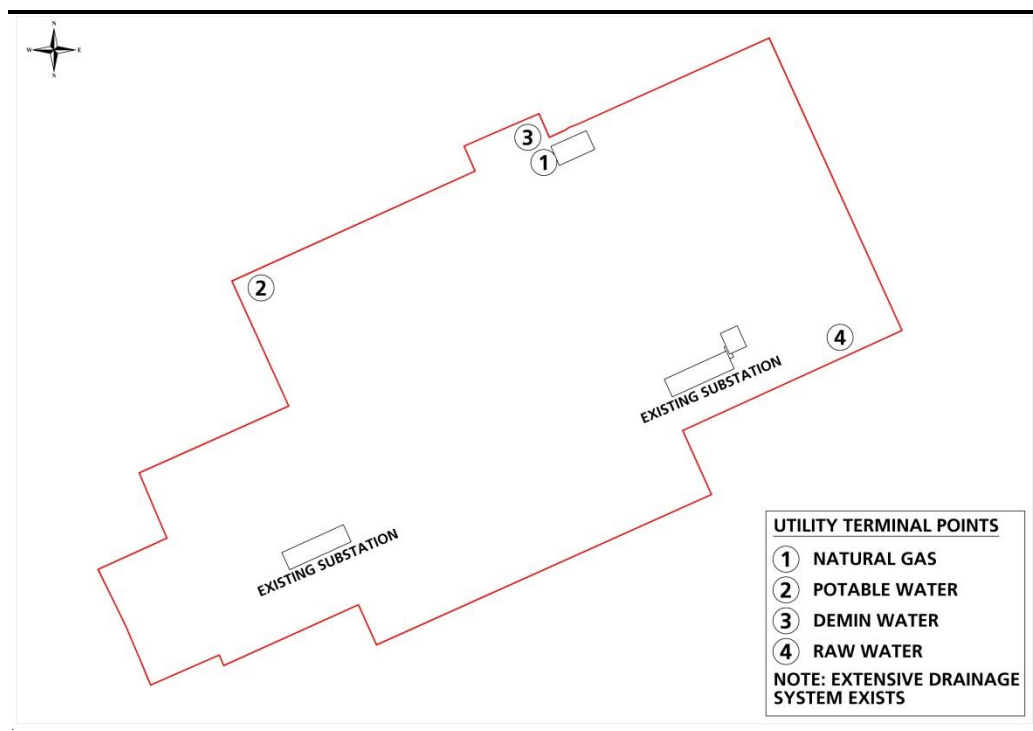 N
W E
S
3
1
2
4
EXISTING SUBSTATION
EXISTING SUBSTATION
UTILITY TERMINAL POINTS
1 NATURAL GAS
2 POTABLE WATER
3 DEMIN WATER
4 RAW WATER
NOTE: EXTENSIVE DRAINAGE
SYSTEM EXISTS